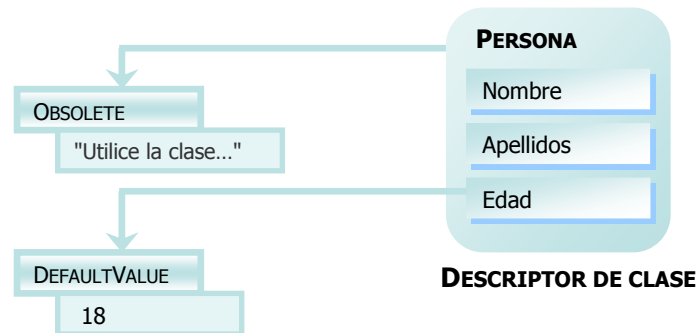 PERSONA
Nombre
Apellidos
Edad
OBSOLETE
"Utilice la clase…"
DEFAULTVALUE
18
DESCRIPTOR DE CLASE